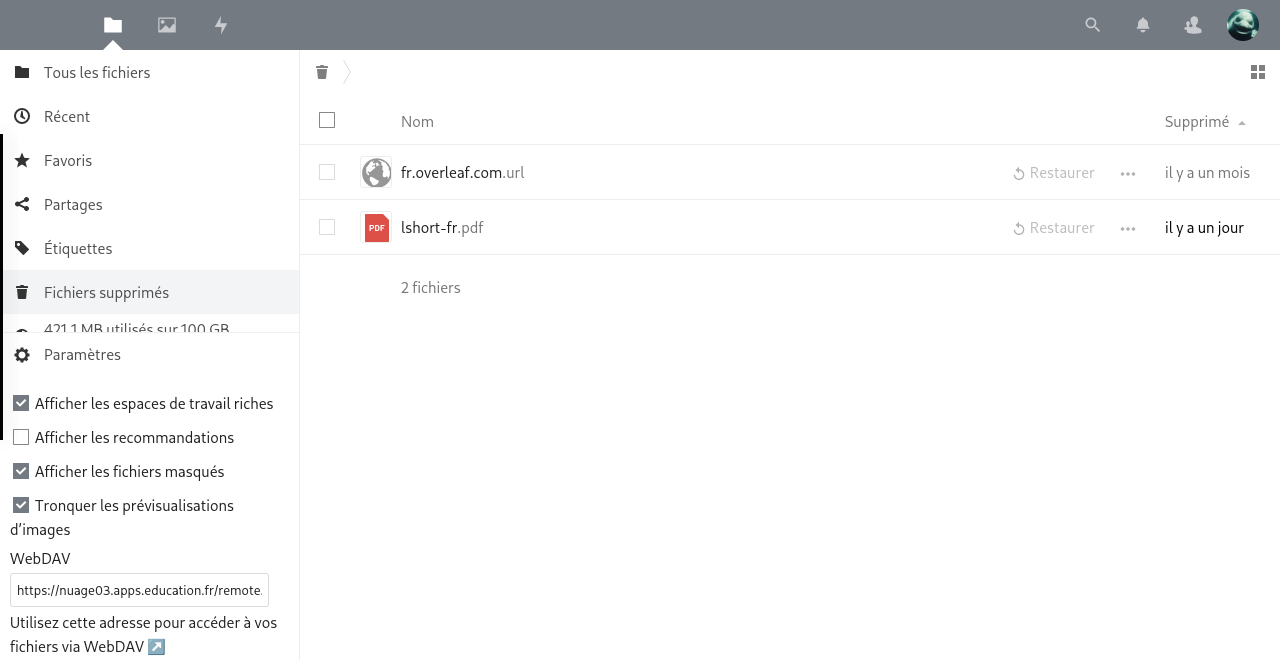 Tous les fichiers
Récent
Favoris
Partages
Étiquettes
Fichiers supprimés
421.1 MB utilisés sur 100 GB
Paramètres
Afficher les espaces de travail riches
Afficher les recommandations
Afficher les fichiers masqués
Tronquer les prévisualisations
d’images
WebDAV
https://nuage03.apps.education.fr/remote.
Utilisez cette adresse pour accéder à vos
fichiers via WebDAV ↗
Nom Supprimé
fr.overleaf.com.url Restaurer ••• il y a un mois
PDF lshort-fr.pdf Restaurer ••• il y a un jour
2 fichiers